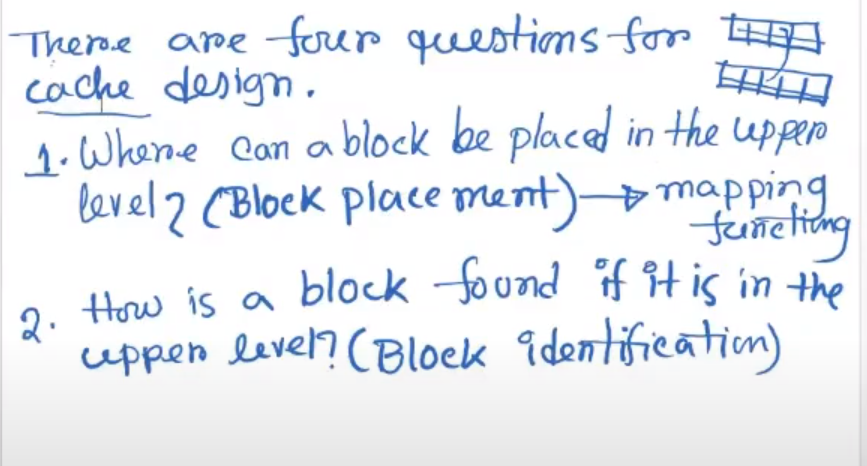 There are four questions for
cache design.
1. Where can a block be placed in the upper
level? (Block placement) → mapping
functiong
2. How is a block found if it is in the
upper level? (Block identification)